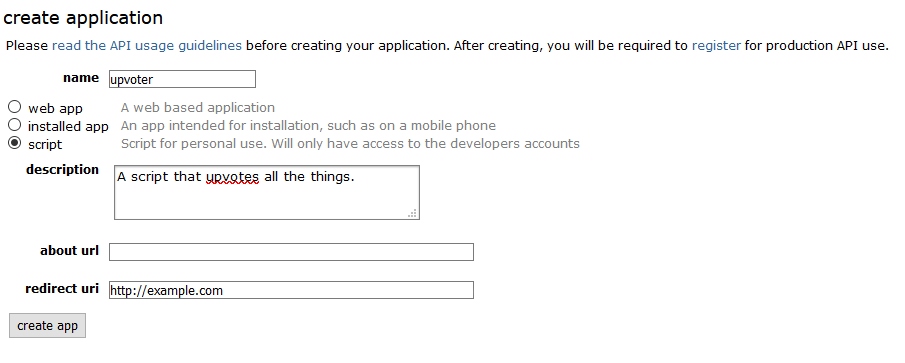 create application
Please read the API usage guidelines before creating your application. After creating, you will be required to register for production API use.
name upvoter
web app A web based application
installed app An app intended for installation, such as on a mobile phone
script Script for personal use. Will only have access to the developers accounts
description A script that upvotes all the things.
about url
redirect uri http://example.com
create app